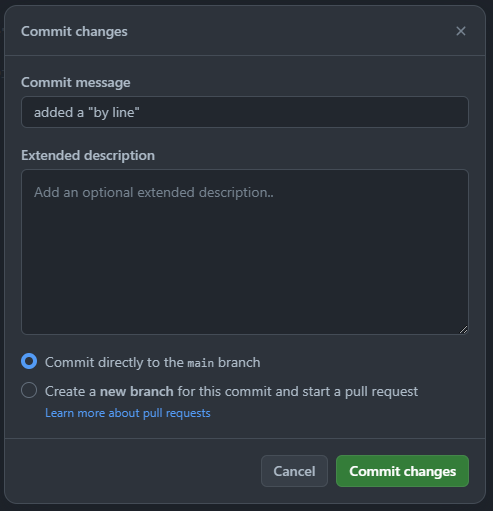 Commit changes
Commit message
added a "by line"
Extended description
Add an optional extended description..
Commit directly to the main branch
Create a new branch for this commit and start a pull request
Learn more about pull requests
Cancel
Commit changes